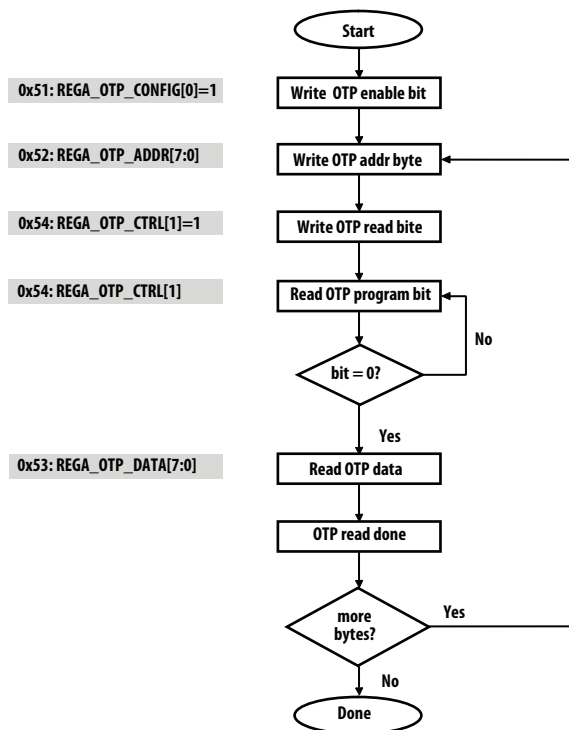 Start
0x51: REGA_OTP_CONFIG[0]=1
Write OTP enable bit
0x52: REGA_OTP_ADDR[7:0]
Write OTP addr byte
0x54: REGA_OTP_CTRL[1]=1
Write OTP read bite
0x54: REGA_OTP_CTRL[1]
Read OTP program bit
No
bit = 0?
Yes
0x53: REGA_OTP_DATA[7:0]
Read OTP data
OTP read done
more
bytes?
Yes
No
Done